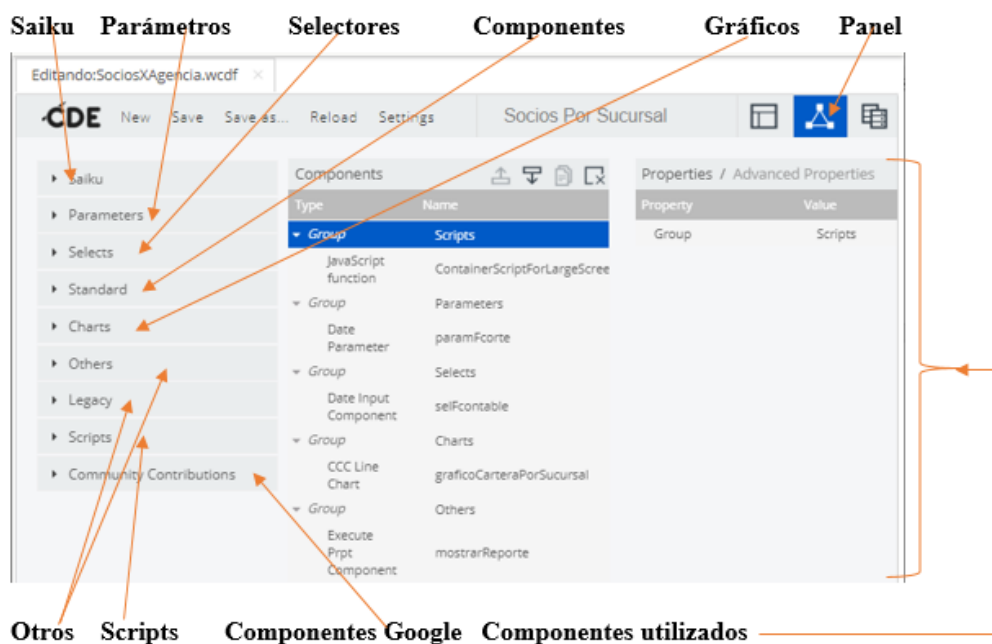 Saiku Parámetros Selectores Componentes Gráficos Panel
Editando:SociosXAgencia.wcdf ×
CDE New Save Save as... Reload Settings Socios Por Sucursal
Saiku
Parameters
Selects
Standard
Charts
Others
Legacy
Scripts
Community Contributions
Components
Type Name
Group Scripts
JavaScript
function ContainerScriptForLargeScree
Group Parameters
Date
Parameter paramFcorte
Group Selects
Date Input
Component selFcontable
Group Charts
CCC Line
Chart graficoCarteraPorSucursal
Group Others
Execute
Prpt
Component mostrarReporte
Properties / Advanced Properties
Property Value
Group Scripts
Otros Scripts Componentes Google Componentes utilizados